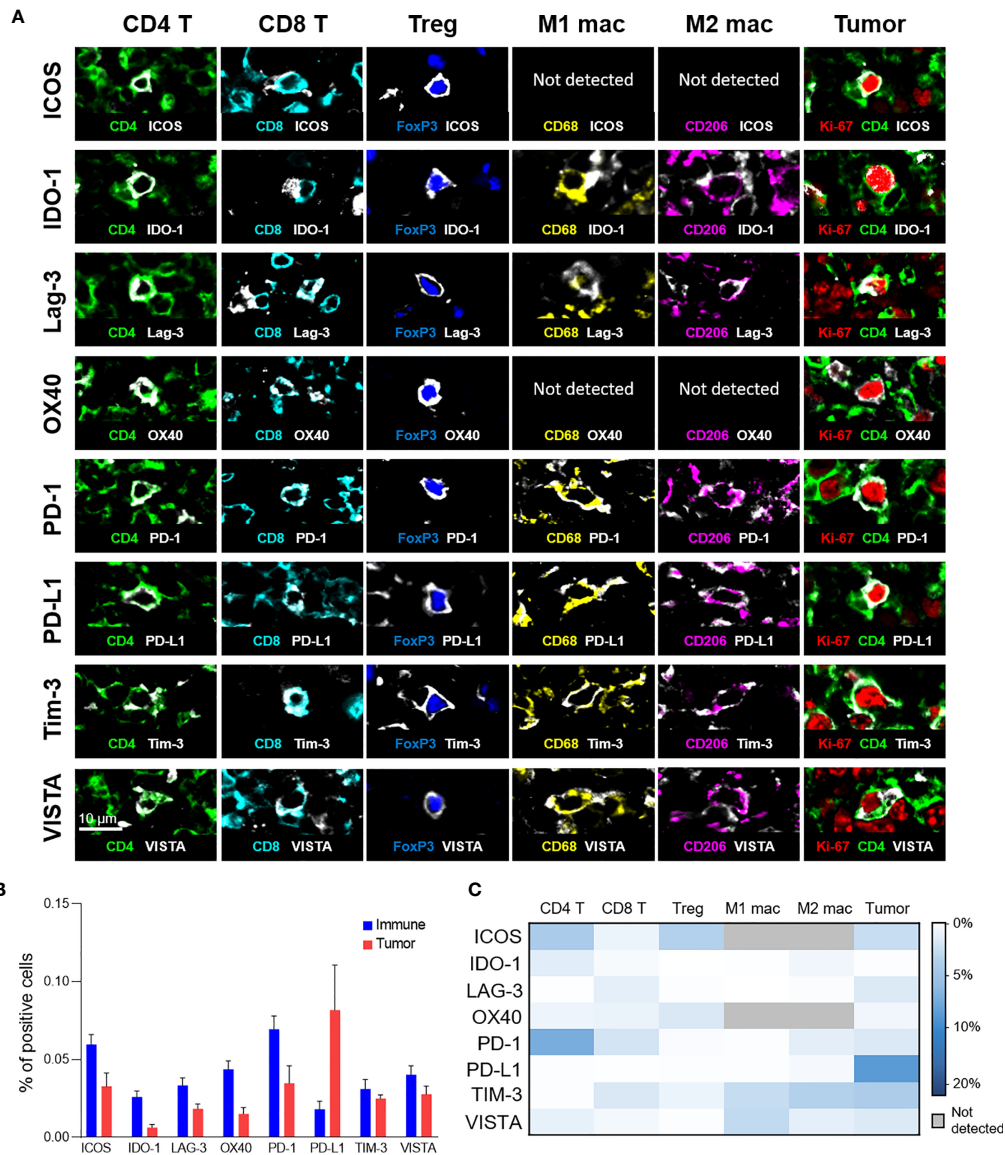 A
CD4 T CD8 T Treg M1 mac M2 mac Tumor
ICOS
Not detected Not detected
CD4 ICOS CD8 ICOS FoxP3 ICOS CD68 ICOS CD206 ICOS Ki-67 CD4 ICOS
IDO-1
CD4 IDO-1 CD8 IDO-1 FoxP3 IDO-1 CD68 IDO-1 CD206 IDO-1 Ki-67 CD4 IDO-1
Lag-3
CD4 Lag-3 CD8 Lag-3 FoxP3 Lag-3 CD68 Lag-3 CD206 Lag-3 Ki-67 CD4 Lag-3
OX40
Not detected Not detected
CD4 OX40 CD8 OX40 FoxP3 OX40 CD68 OX40 CD206 OX40 Ki-67 CD4 OX40
PD-1
CD4 PD-1 CD8 PD-1 FoxP3 PD-1 CD68 PD-1 CD206 PD-1 Ki-67 CD4 PD-1
PD-L1
CD4 PD-L1 CD8 PD-L1 FoxP3 PD-L1 CD68 PD-L1 CD206 PD-L1 Ki-67 CD4 PD-L1
Tim-3
CD4 Tim-3 CD8 Tim-3 FoxP3 Tim-3 CD68 Tim-3 CD206 Tim-3 Ki-67 CD4 Tim-3
VISTA
10 µm
CD4 VISTA CD8 VISTA FoxP3 VISTA CD68 VISTA CD206 VISTA Ki-67 CD4 VISTA
B
% of positive cells
0.15
0.10
0.05
0.00
Immune
Tumor
ICOS IDO-1 LAG-3 OX40 PD-1 PD-L1 TIM-3 VISTA
C
CD4 T CD8 T Treg M1 mac M2 mac Tumor
ICOS
IDO-1
LAG-3
OX40
PD-1
PD-L1
TIM-3
VISTA
0%
5%
10%
20%
Not
detected